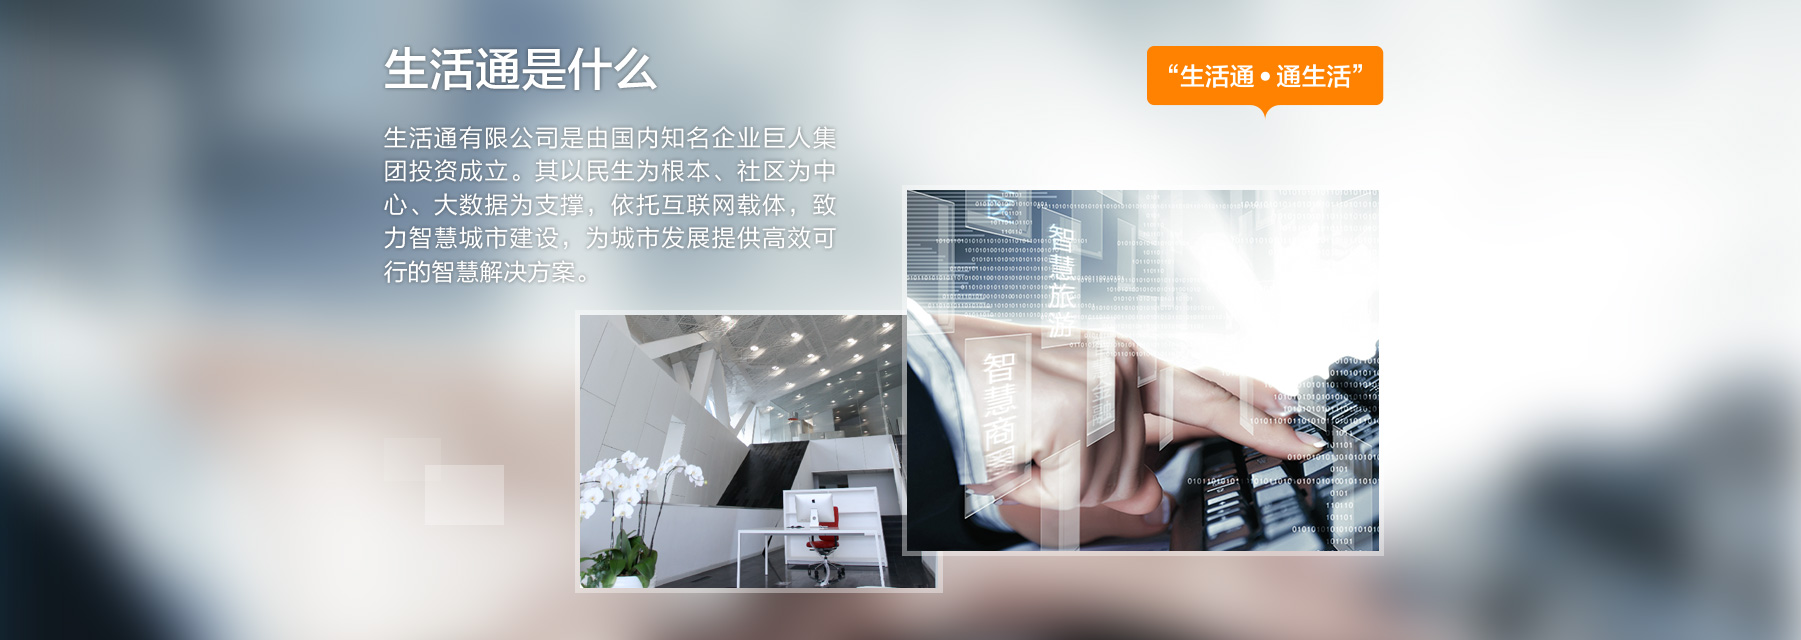 生活通是什么
“生活通•通生活”
生活通有限公司是由国内知名企业巨人集
团投资成立。其以民生为根本、社区为中
心、大数据为支撑，依托互联网载体，致
力智慧城市建设，为城市发展提供高效可
行的智慧解决方案。
智慧旅游
智慧商圈
金融